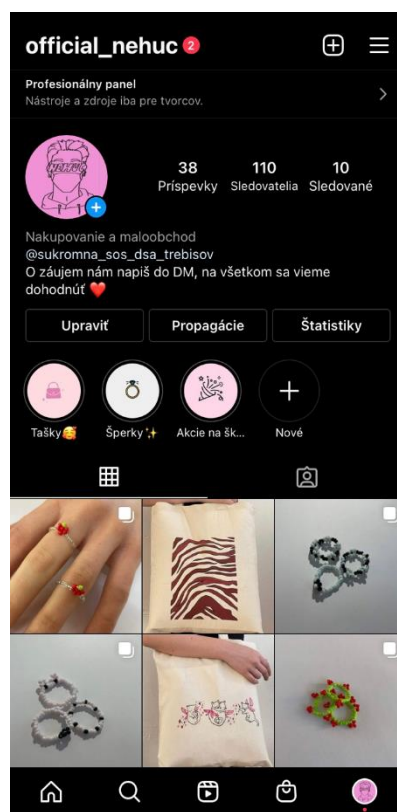 official_nehuc 2
Profesionálny panel
Nástroje a zdroje iba pre tvorcov.
38 110 10
Príspevky Sledovatelia Sledované
Nakupovanie a maloobchod
@sukromna_sos_dsa_trebisov
O záujem nám napiš do DM, na všetkom sa vieme
dohodnúť ❤️
Upraviť Propagácie Štatistiky
Tašky🥰 Šperky✨ Akcie na šk... Nové